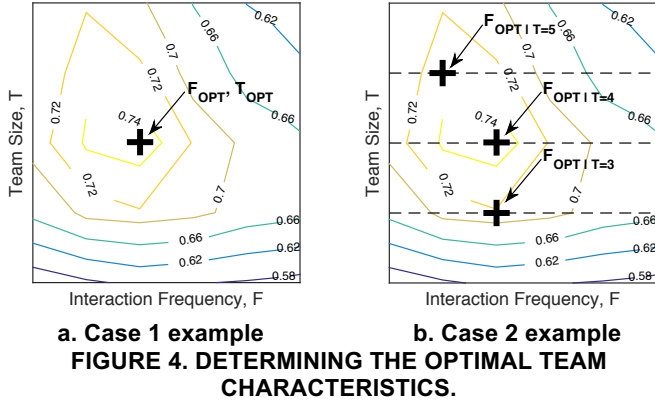 0.62
0.66
0.7
0.72
F_OPT, T_OPT
0.74
0.66
0.72
0.7
0.66
0.66
0.62
0.62
0.58
Team Size, T
Interaction Frequency, F
a. Case 1 example
0.62
0.66
0.7
F_OPT | T=5
0.72
F_OPT | T=4
0.74
0.66
F_OPT | T=3
0.72
0.7
0.66
0.66
0.62
0.62
0.58
Team Size, T
Interaction Frequency, F
b. Case 2 example
FIGURE 4. DETERMINING THE OPTIMAL TEAM
CHARACTERISTICS.